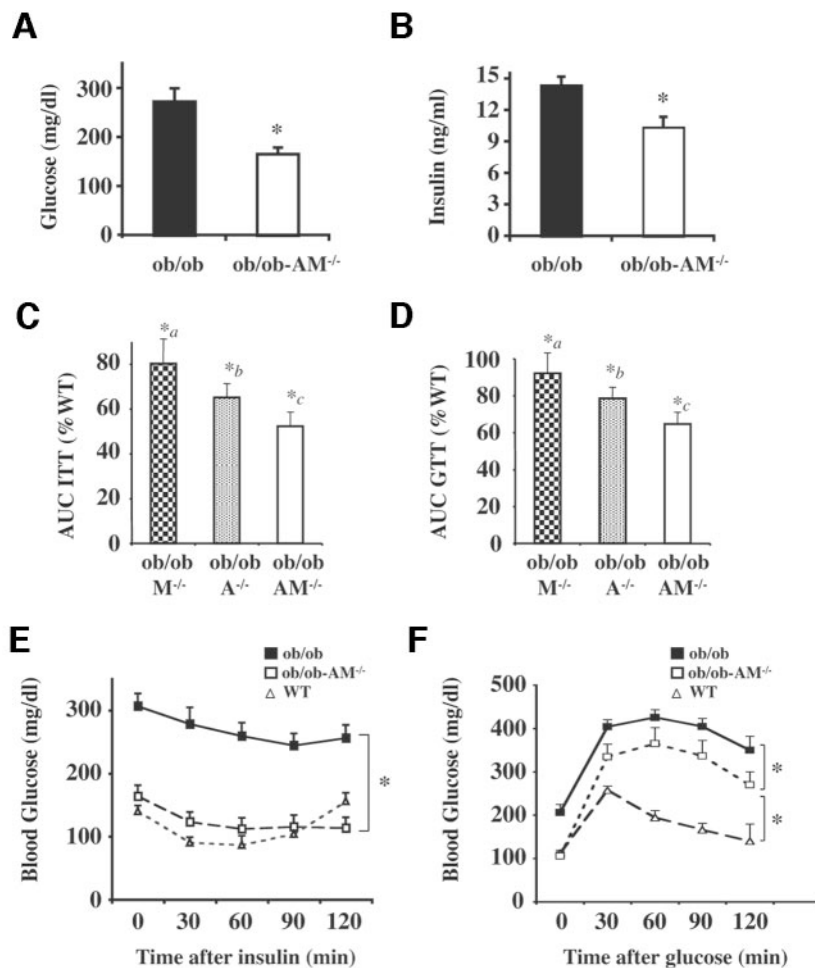 A
Glucose (mg/dl)
300
200
100
0
*
ob/ob
ob/ob-AM-/-
B
Insulin (ng/ml)
15
12
9
6
3
0
*
ob/ob
ob/ob-AM-/-
C
AUC ITT (%WT)
80
60
40
20
0
*a
*b
*c
ob/ob ob/ob ob/ob
M-/- A-/- AM-/-
D
AUC GTT (%WT)
100
80
60
40
20
0
*a
*b
*c
ob/ob ob/ob ob/ob
M-/- A-/- AM-/-
E
ob/ob
ob/ob-AM-/-
WT
Blood Glucose (mg/dl)
300
200
100
0
*
0 30 60 90 120
Time after insulin (min)
F
ob/ob
ob/ob-AM-/-
WT
Blood Glucose (mg/dl)
500
400
300
200
100
0
*
*
0 30 60 90 120
Time after glucose (min)